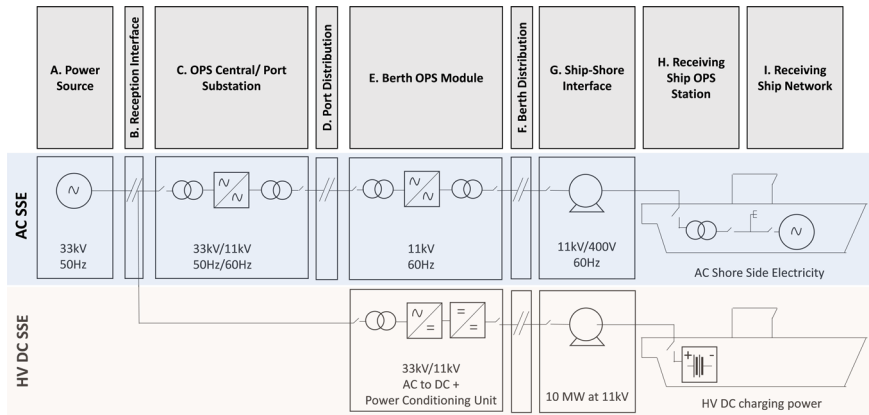 A. Power
Source
B. Reception Interface
C. OPS Central/ Port
Substation
D. Port Distribution
E. Berth OPS Module
F. Berth Distribution
G. Ship-Shore
Interface
H. Receiving
Ship OPS
Station
I. Receiving
Ship Network
AC SSE
33kV
50Hz
33kV/11kV
50Hz/60Hz
11kV
60Hz
11kV/400V
60Hz
E
AC Shore Side Electricity
HV DC SSE
33kV/11kV
AC to DC +
Power Conditioning Unit
10 MW at 11kV
+ -
HV DC charging power